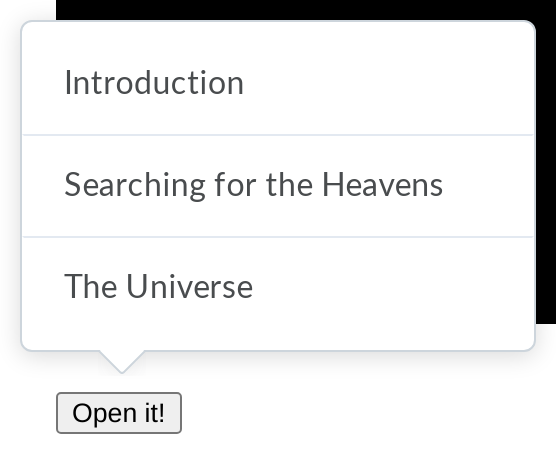 Introduction
Searching for the Heavens
The Universe
Open it!